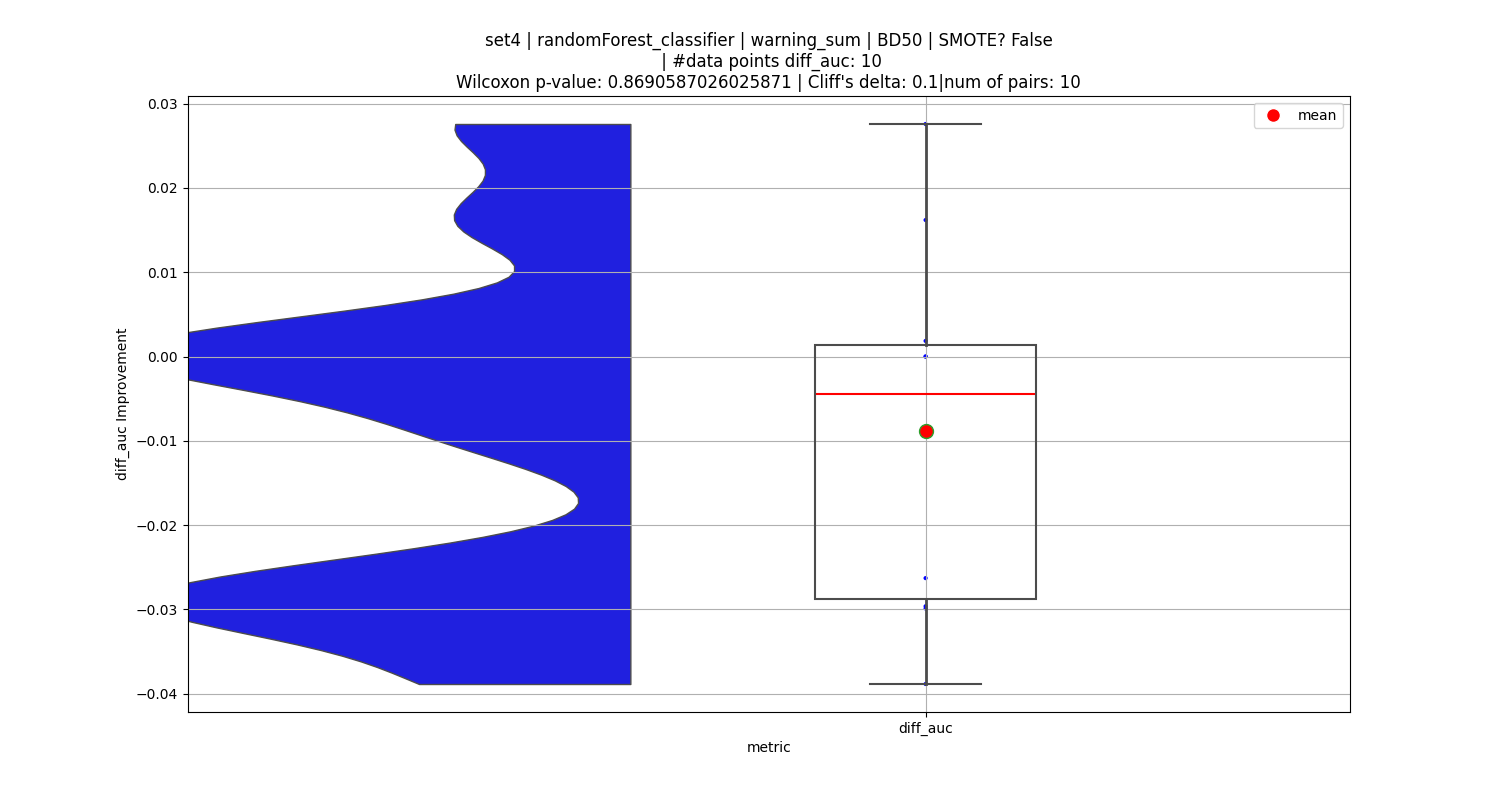 set4 | randomForest_classifier | warning_sum | BD50 | SMOTE? False
| #data points diff_auc: 10
Wilcoxon p-value: 0.8690587026025871 | Cliff's delta: 0.1|num of pairs: 10
mean
0.03
0.02
0.01
0.00
−0.01
−0.02
−0.03
−0.04
diff_auc Improvement
diff_auc
metric